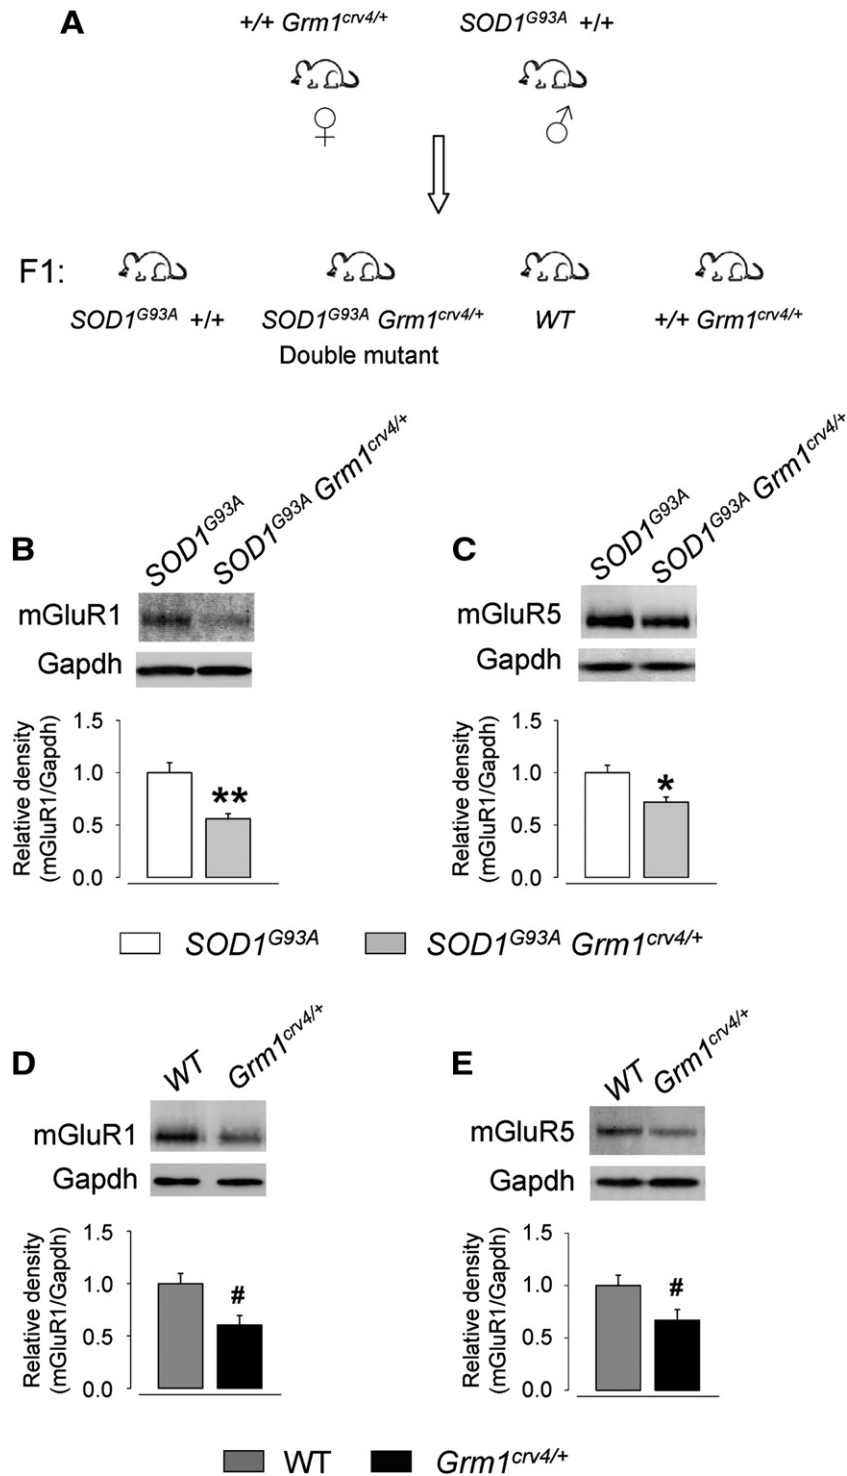 A
+/+ Grm1crv4/+ SOD1G93A +/+
♀ ♂
F1:
SOD1G93A +/+ SOD1G93A Grm1crv4/+ WT +/+ Grm1crv4/+
Double mutant
B
SOD1G93A
SOD1G93A Grm1crv4/+
mGluR1
Gapdh
Relative density
(mGluR1/Gapdh)
1.5
1.0
0.5
0.0
**
C
SOD1G93A
SOD1G93A Grm1crv4/+
mGluR5
Gapdh
Relative density
(mGluR1/Gapdh)
1.5
1.0
0.5
0.0
*
SOD1G93A SOD1G93A Grm1crv4/+
D
WT
Grm1crv4/+
mGluR1
Gapdh
Relative density
(mGluR1/Gapdh)
1.5
1.0
0.5
0.0
#
E
WT
Grm1crv4/+
mGluR5
Gapdh
Relative density
(mGluR1/Gapdh)
1.5
1.0
0.5
0.0
#
WT Grm1crv4/+